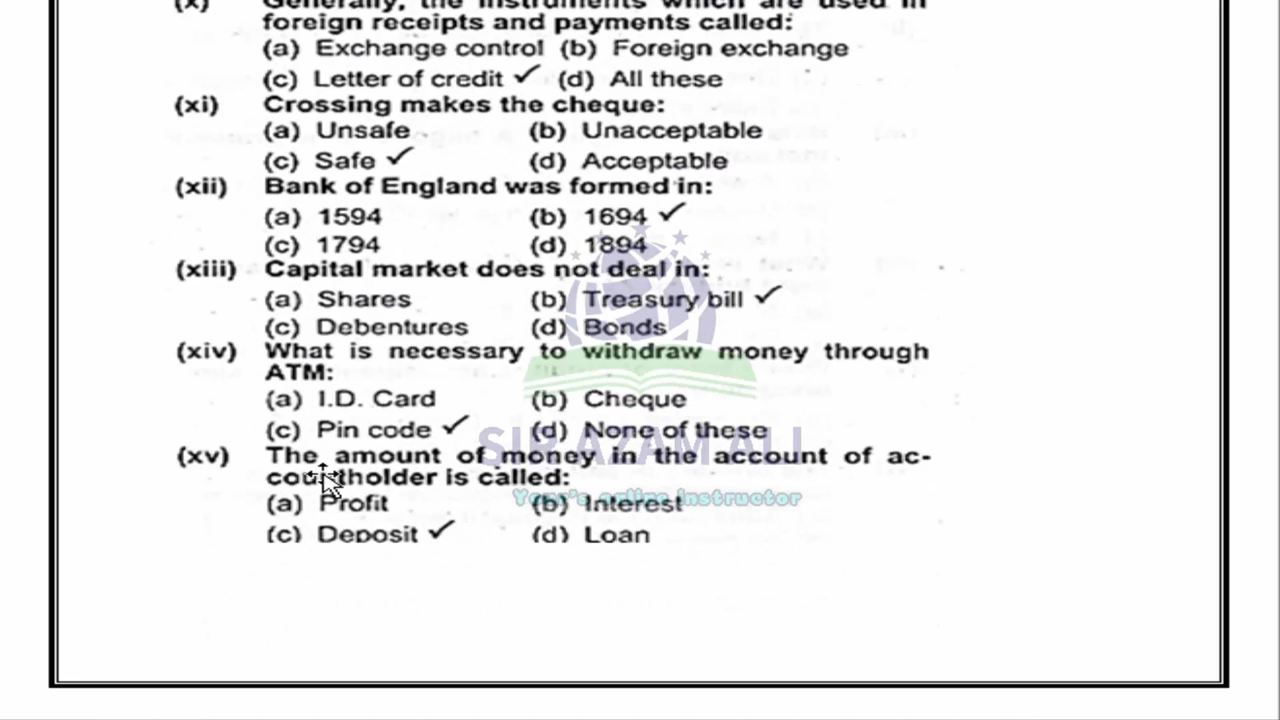 (x) Generally, the instruments which are used in
foreign receipts and payments called:
(a) Exchange control (b) Foreign exchange
(c) Letter of credit ✓ (d) All these
(xi) Crossing makes the cheque:
(a) Unsafe (b) Unacceptable
(c) Safe ✓ (d) Acceptable
(xii) Bank of England was formed in:
(a) 1594 (b) 1694 ✓
(c) 1794 (d) 1894
(xiii) Capital market does not deal in:
(a) Shares (b) Treasury bill ✓
(c) Debentures (d) Bonds
(xiv) What is necessary to withdraw money through
ATM:
(a) I.D. Card (b) Cheque
(c) Pin code ✓ (d) None of these
SIR AZAM ALI
(xv) The amount of money in the account of ac-
countholder is called:
Your's online instructor
(a) Profit (b) Interest
(c) Deposit ✓ (d) Loan